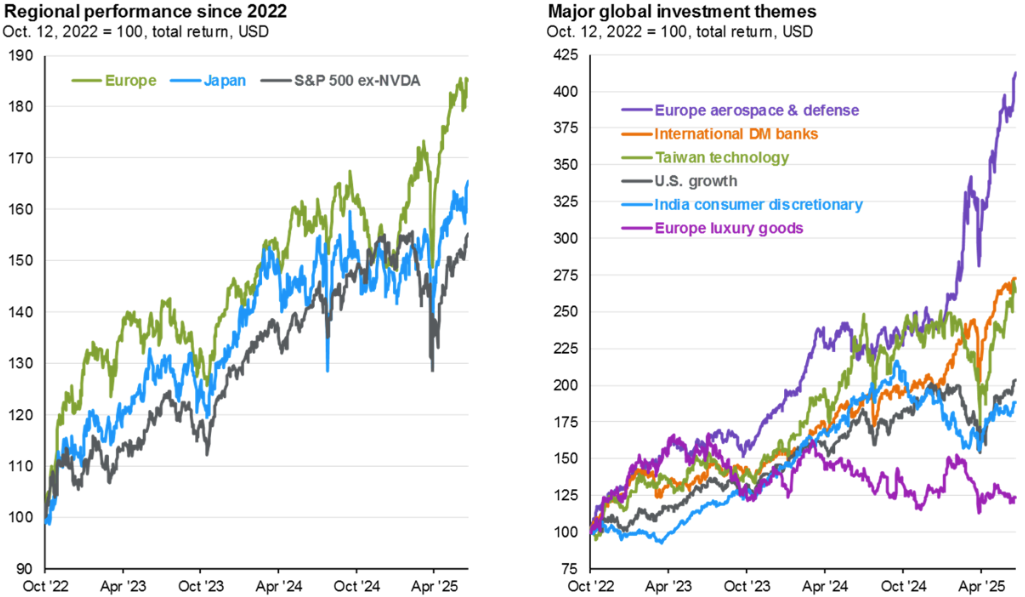 Regional performance since 2022
Oct. 12, 2022 = 100, total return, USD
190
180
170
160
150
140
130
120
110
100
90
Europe
Japan
S&P 500 ex-NVDA
Oct '22
Apr '23
Oct '23
Apr '24
Oct '24
Apr '25
Major global investment themes
Oct. 12, 2022 = 100, total return, USD
425
400
375
350
325
300
275
250
225
200
175
150
125
100
75
Europe aerospace & defense
International DM banks
Taiwan technology
U.S. growth
India consumer discretionary
Europe luxury goods
Oct '22
Apr '23
Oct '23
Apr '24
Oct '24
Apr '25